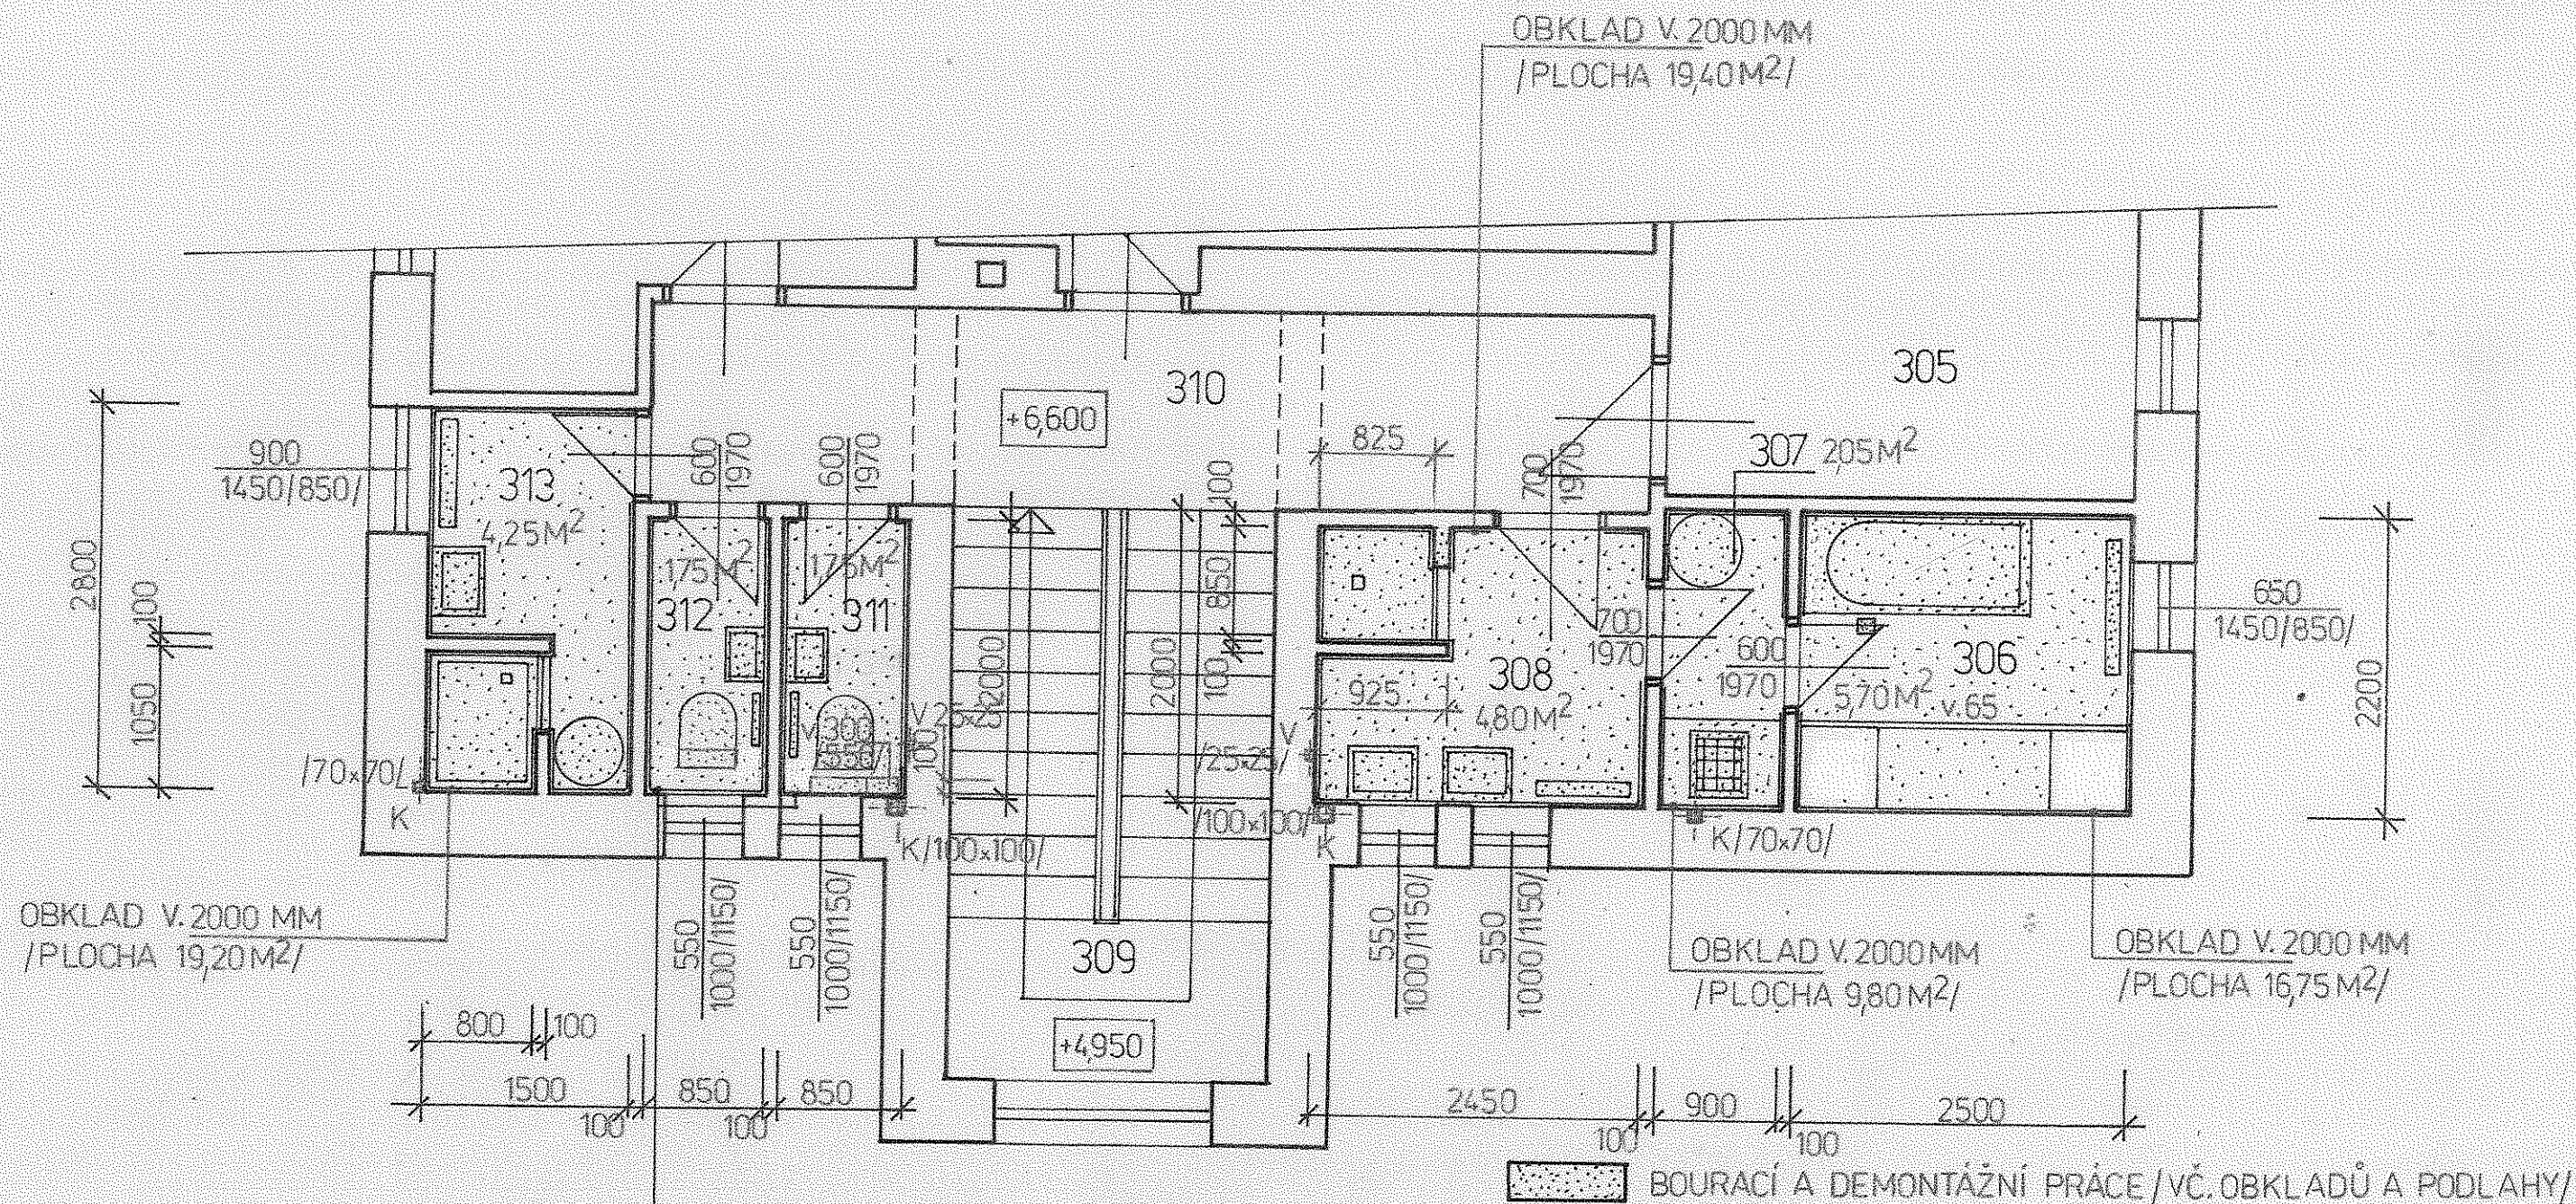 OBKLAD V. 2000 MM
/PLOCHA 19,40 M²/
305
310
+6,600
825
307 2,05 M²
600
1970
600
1970
700
1970
100
900
1450/850/
313
4,25 M²
1,75 M²
1,75 M²
312
311
2800
100
1050
850
100
2000
2000
700
1970
600
1970
306
5,70 M²
v.65
650
1450/850/
2200
308
4,80 M²
925
V 25x25
v.300
/550/
100
V
/25x25/
/70x70/
K
K/100x100/
/100x100/
K
K/70x70/
OBKLAD V. 2000 MM
/PLOCHA 19,20 M²/
550
1000/1150/
550
1000/1150/
309
+4,950
550
1000/1150/
550
1000/1150/
OBKLAD V. 2000 MM
/PLOCHA 9,80 M²/
OBKLAD V. 2000 MM
/PLOCHA 16,75 M²/
800
100
1500
100
850
100
850
2450
100
900
100
2500
BOURACÍ A DEMONTÁŽNÍ PRÁCE /VČ. OBKLADŮ A PODLAHY/